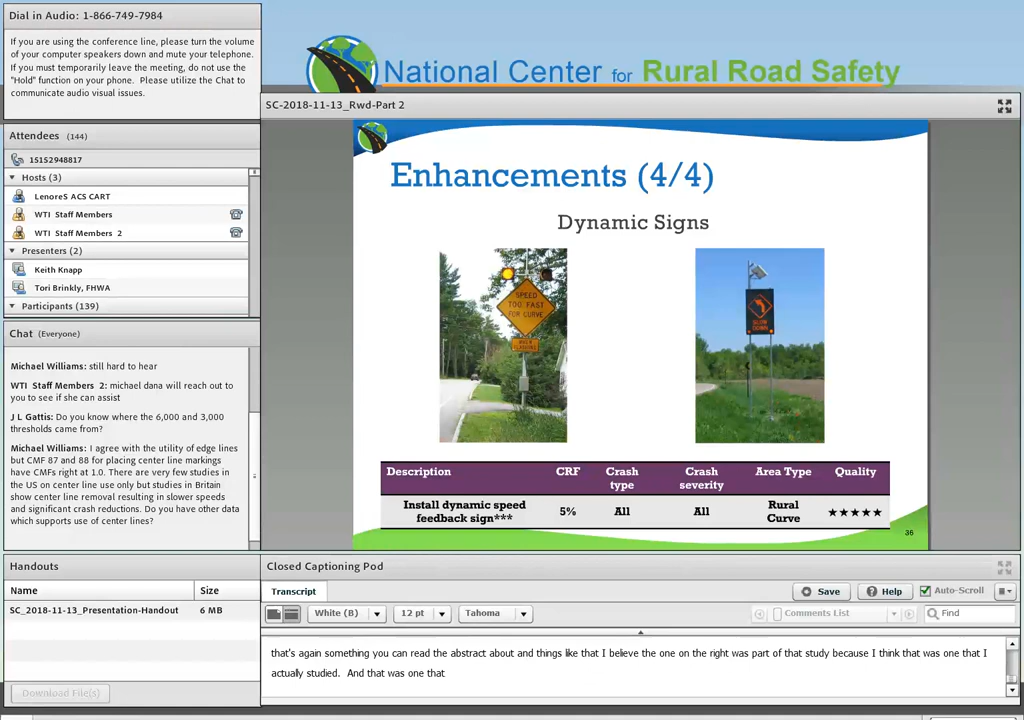 Dial in Audio: 1-866-749-7984
If you are using the conference line, please turn the volume
of your computer speakers down and mute your telephone.
If you must temporarily leave the meeting, do not use the
"Hold" function on your phone.  Please utilize the Chat to
communicate audio visual issues.
National Center for Rural Road Safety
Attendees (144)
15152948817
Hosts (3)
LenoreS ACS CART
WTI Staff Members
WTI Staff Members 2
Presenters (2)
Keith Knapp
Tori Brinkly, FHWA
Participants (139)
Chat (Everyone)
Michael Williams: still hard to hear
WTI Staff Members 2: michael dana will reach out to
you to see if she can assist
J L Gattis: Do you know where the 6,000 and 3,000
thresholds came from?
Michael Williams: I agree with the utility of edge lines
but CMF 87 and 88 for placing center line markings
have CMFs right at 1.0. There are very few studies in
the US on center line use only but studies in Britain
show center line removal resulting in slower speeds
and significant crash reductions. Do you have other data
which supports use of center lines?
SC-2018-11-13_Rwd-Part 2
Enhancements (4/4)
Dynamic Signs
SPEED
TOO FAST
FOR CURVE
WHEN
FLASHING
SLOW
DOWN
Description CRF Crash type Crash severity Area Type Quality
Install dynamic speed feedback sign*** 5% All All Rural Curve ★★★★★
36
Handouts
Name Size
SC_2018-11-13_Presentation-Handout 6 MB
Download File(s)
Closed Captioning Pod
Transcript Save Help Auto-Scroll
White (B) 12 pt Tahoma Comments List Find
that's again something you can read the abstract about and things like that I believe the one on the right was part of that study because I think that was one that I
actually studied.  And that was one that